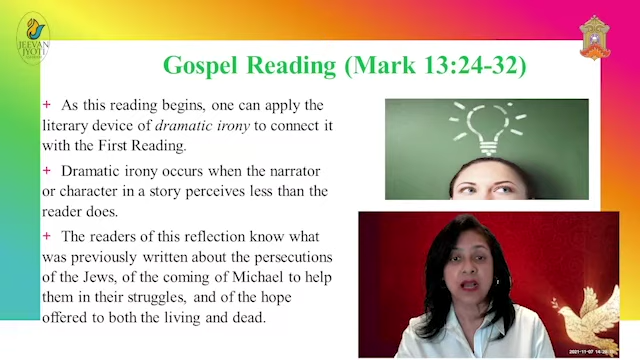 JEEVAN
JYOTI
Gospel Reading (Mark 13:24-32)
+ As this reading begins, one can apply the
literary device of dramatic irony to connect it
with the First Reading.
+ Dramatic irony occurs when the narrator
or character in a story perceives less than the
reader does.
+ The readers of this reflection know what
was previously written about the persecutions
of the Jews, of the coming of Michael to help
them in their struggles, and of the hope
offered to both the living and dead.